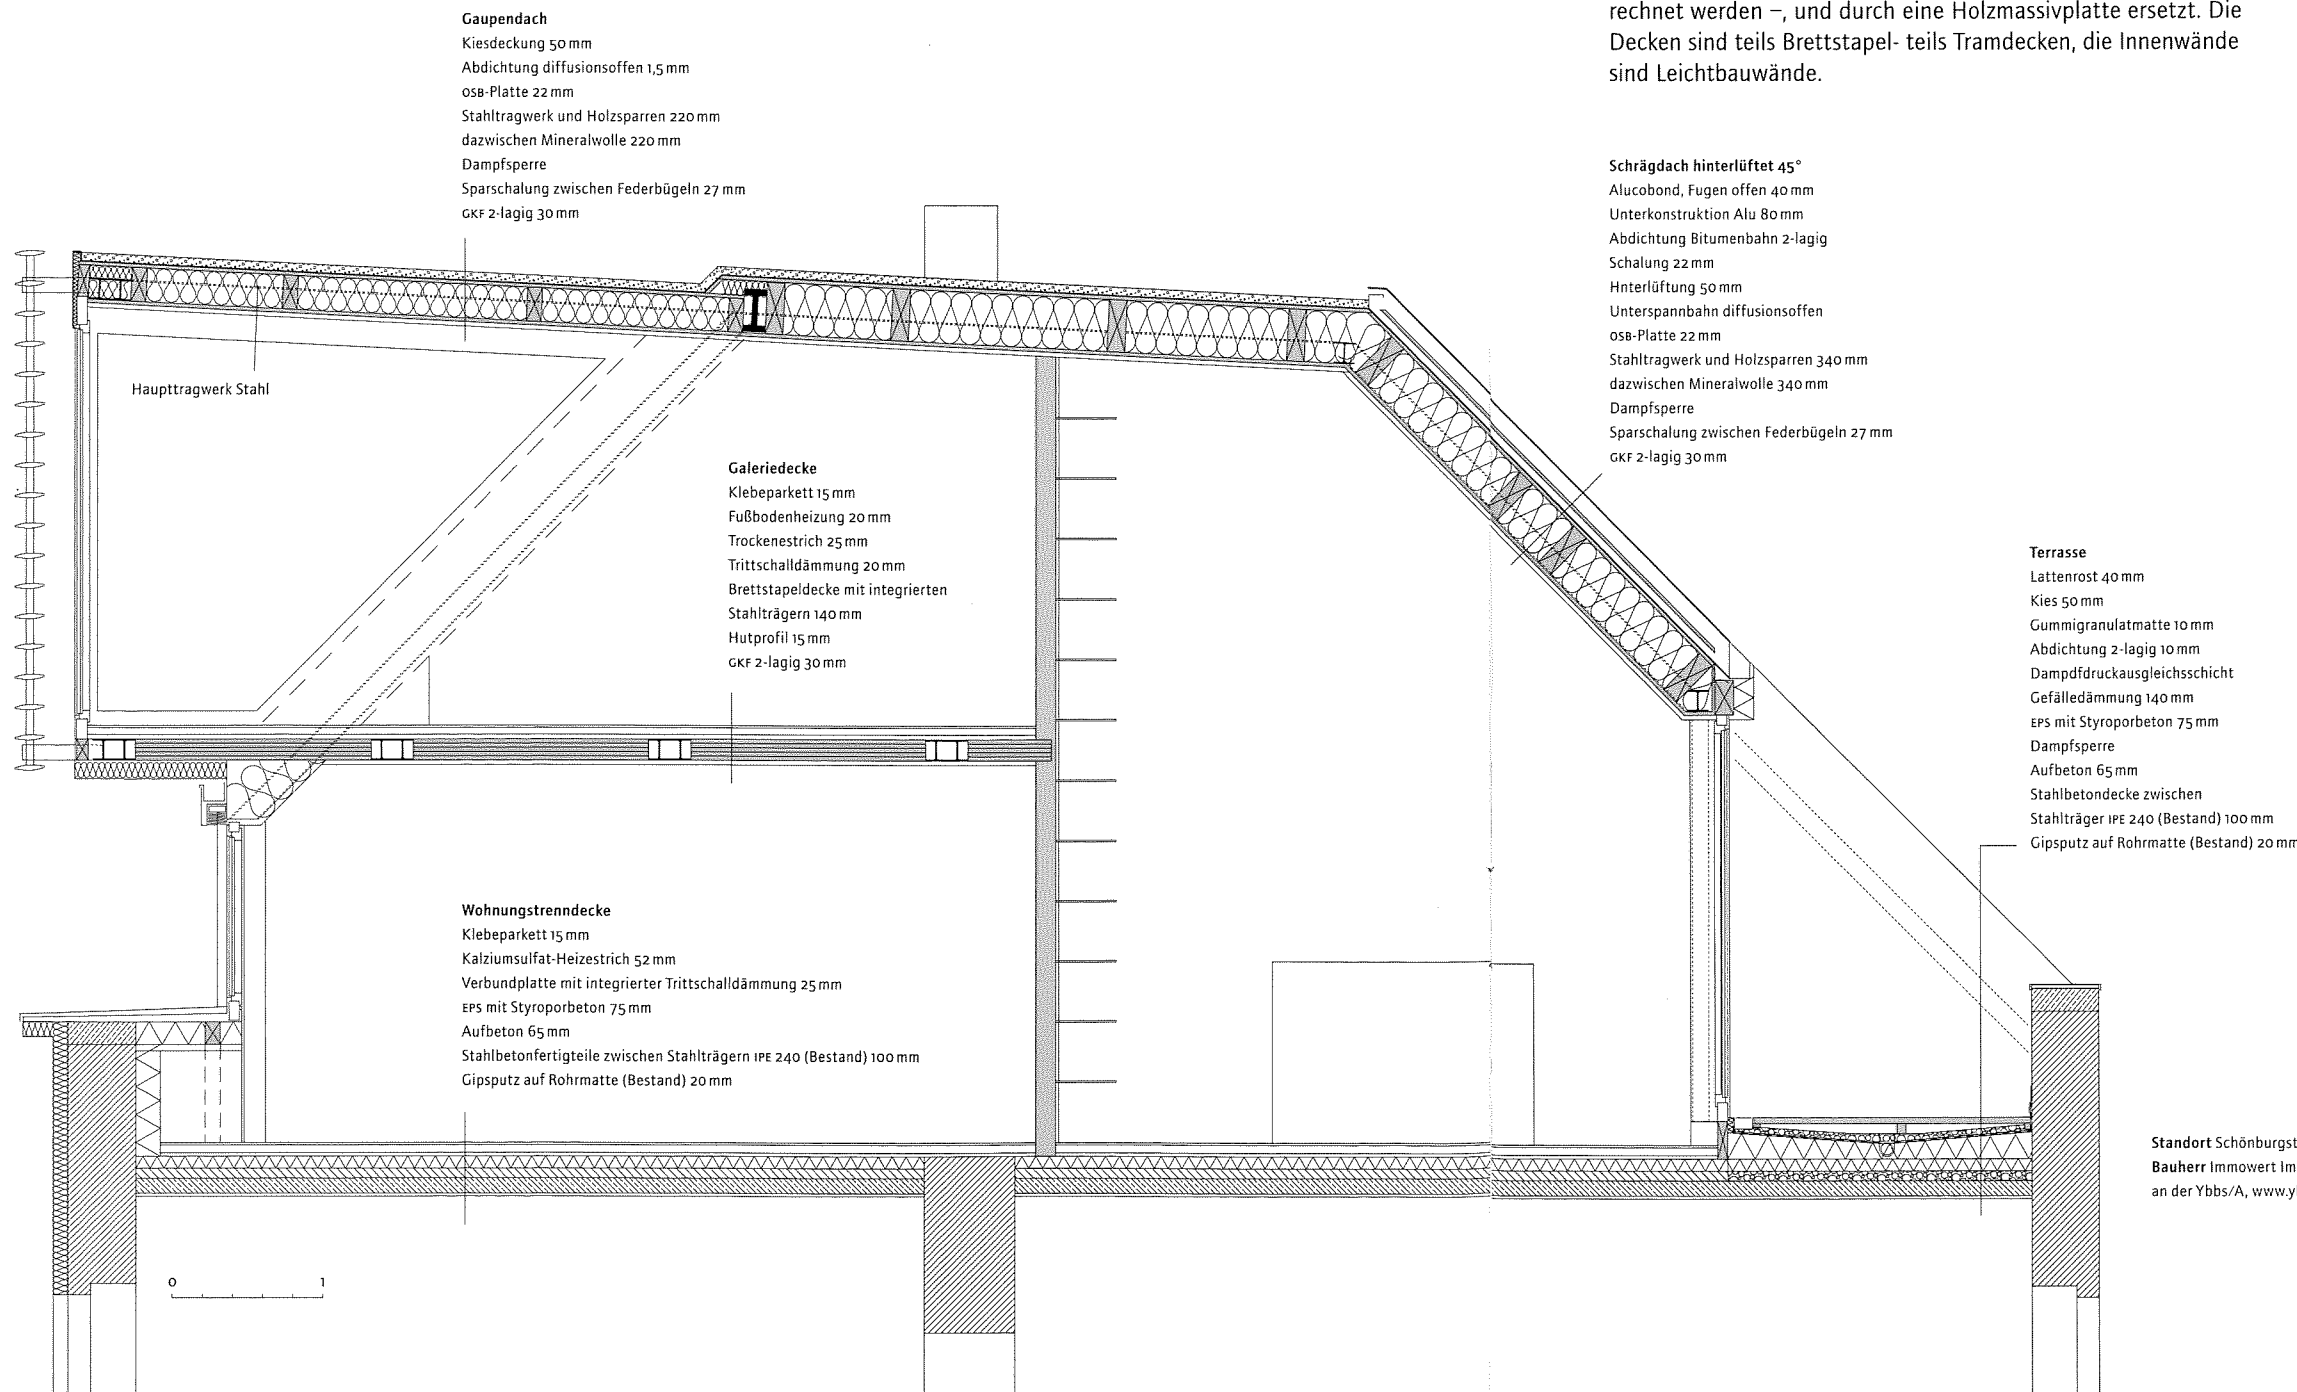 rechnet werden –, und durch eine Holzmassivplatte ersetzt. Die
Decken sind teils Brettstapel- teils Tramdecken, die Innenwände
sind Leichtbauwände.
Gaupendach
Kiesdeckung 50 mm
Abdichtung diffusionsoffen 1,5 mm
OSB-Platte 22 mm
Stahltragwerk und Holzsparren 220 mm
dazwischen Mineralwolle 220 mm
Dampfsperre
Sparschalung zwischen Federbügeln 27 mm
GKF 2-lagig 30 mm
Schrägdach hinterlüftet 45°
Alucobond, Fugen offen 40 mm
Unterkonstruktion Alu 80 mm
Abdichtung Bitumenbahn 2-lagig
Schalung 22 mm
Hnterlüftung 50 mm
Unterspannbahn diffusionsoffen
OSB-Platte 22 mm
Stahltragwerk und Holzsparren 340 mm
dazwischen Mineralwolle 340 mm
Dampfsperre
Sparschalung zwischen Federbügeln 27 mm
GKF 2-lagig 30 mm
Haupttragwerk Stahl
Galeriedecke
Klebeparkett 15 mm
Fußbodenheizung 20 mm
Trockenestrich 25 mm
Trittschalldämmung 20 mm
Brettstapeldecke mit integrierten
Stahlträgern 140 mm
Hutprofil 15 mm
GKF 2-lagig 30 mm
Terrasse
Lattenrost 40 mm
Kies 50 mm
Gummigranulatmatte 10 mm
Abdichtung 2-lagig 10 mm
Dampdfdruckausgleichsschicht
Gefälledämmung 140 mm
EPS mit Styroporbeton 75 mm
Dampfsperre
Aufbeton 65 mm
Stahlbetondecke zwischen
Stahlträger IPE 240 (Bestand) 100 mm
Gipsputz auf Rohrmatte (Bestand) 20 mm
Wohnungstrenndecke
Klebeparkett 15 mm
Kalziumsulfat-Heizestrich 52 mm
Verbundplatte mit integrierter Trittschalldämmung 25 mm
EPS mit Styroporbeton 75 mm
Aufbeton 65 mm
Stahlbetonfertigteile zwischen Stahlträgern IPE 240 (Bestand) 100 mm
Gipsputz auf Rohrmatte (Bestand) 20 mm
Standort Schönburgst
Bauherr Immowert Im
an der Ybbs/A, www.y
0 1